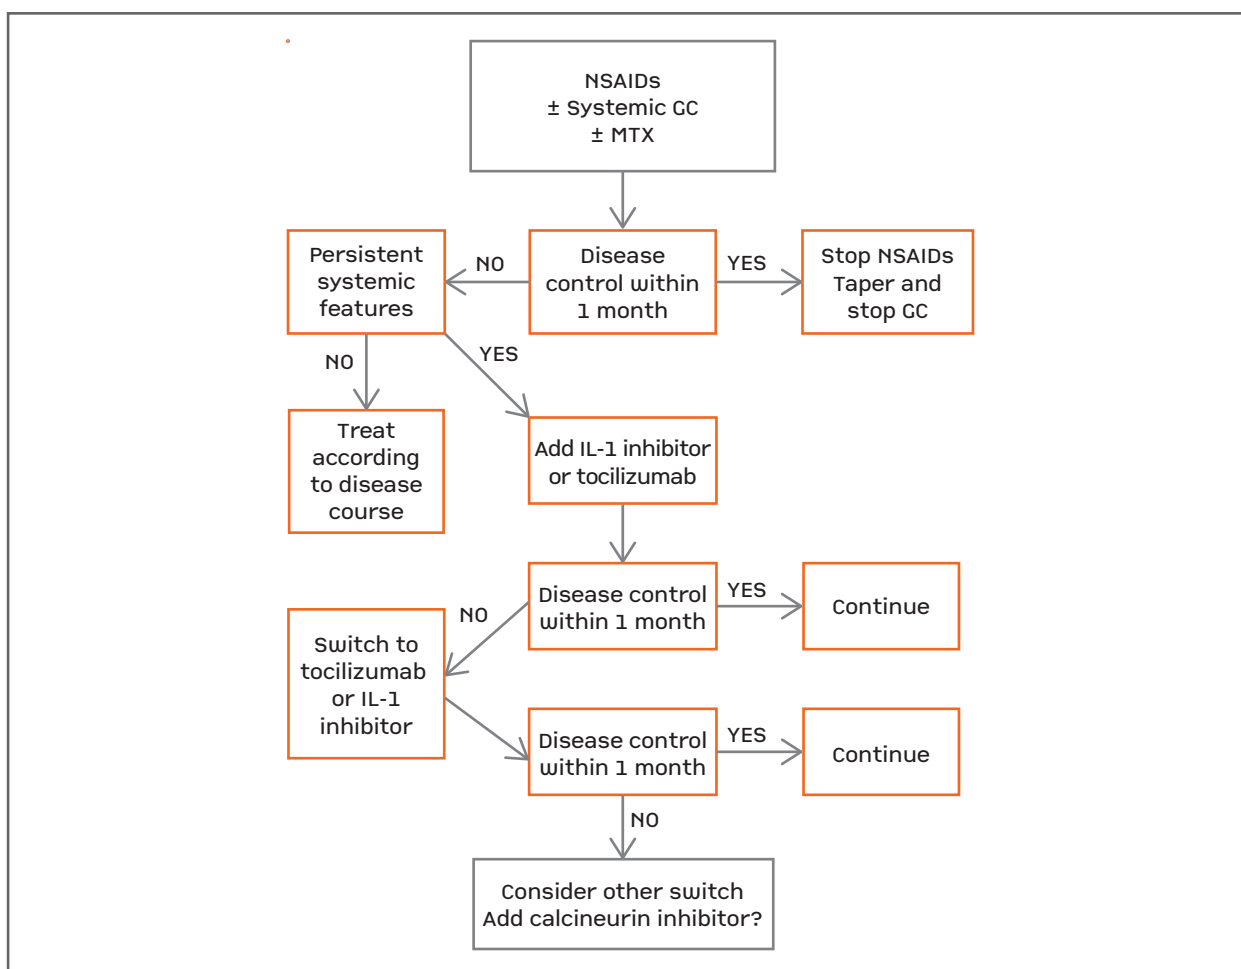 NSAIDs
± Systemic GC
± MTX
Persistent
systemic
features
NO
Disease
control within
1 month
YES
Stop NSAIDs
Taper and
stop GC
NO
YES
Treat
according
to disease
course
Add IL-1 inhibitor
or tocilizumab
Disease control
within 1 month
YES
Continue
NO
Switch to
tocilizumab
or IL-1
inhibitor
Disease control
within 1 month
YES
Continue
NO
Consider other switch
Add calcineurin inhibitor?